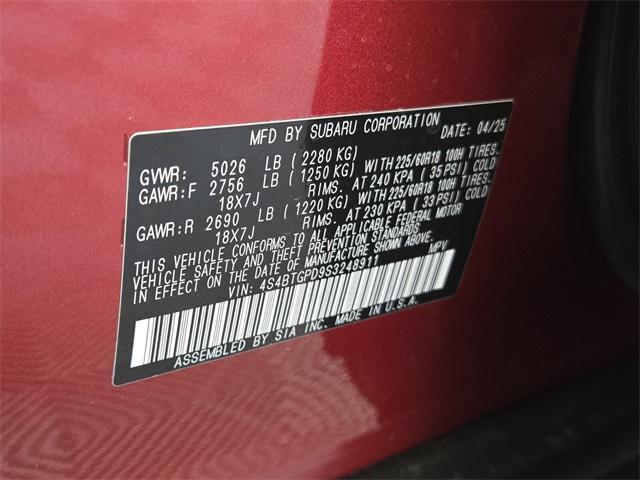 MFD BY SUBARU CORPORATION DATE: 04/25
GVWR: 5026 LB (2280 KG)
GAWR:F 2756 LB (1250 KG) WITH 225/60R18 100H TIRES.
18X7J RIMS. AT 240 KPA (35 PSI) COLD
GAWR:R 2690 LB (1220 KG) WITH 225/60R18 100H TIRES.
18X7J RIMS. AT 230 KPA (33 PSI) COLD
THIS VEHICLE CONFORMS TO ALL APPLICABLE FEDERAL MOTOR
VEHICLE SAFETY AND THEFT PREVENTION STANDARDS
IN EFFECT ON THE DATE OF MANUFACTURE SHOWN ABOVE.
VIN: 4S4BTGPD9S3248911 MPV
ASSEMBLED BY SIA INC. MADE IN U.S.A.